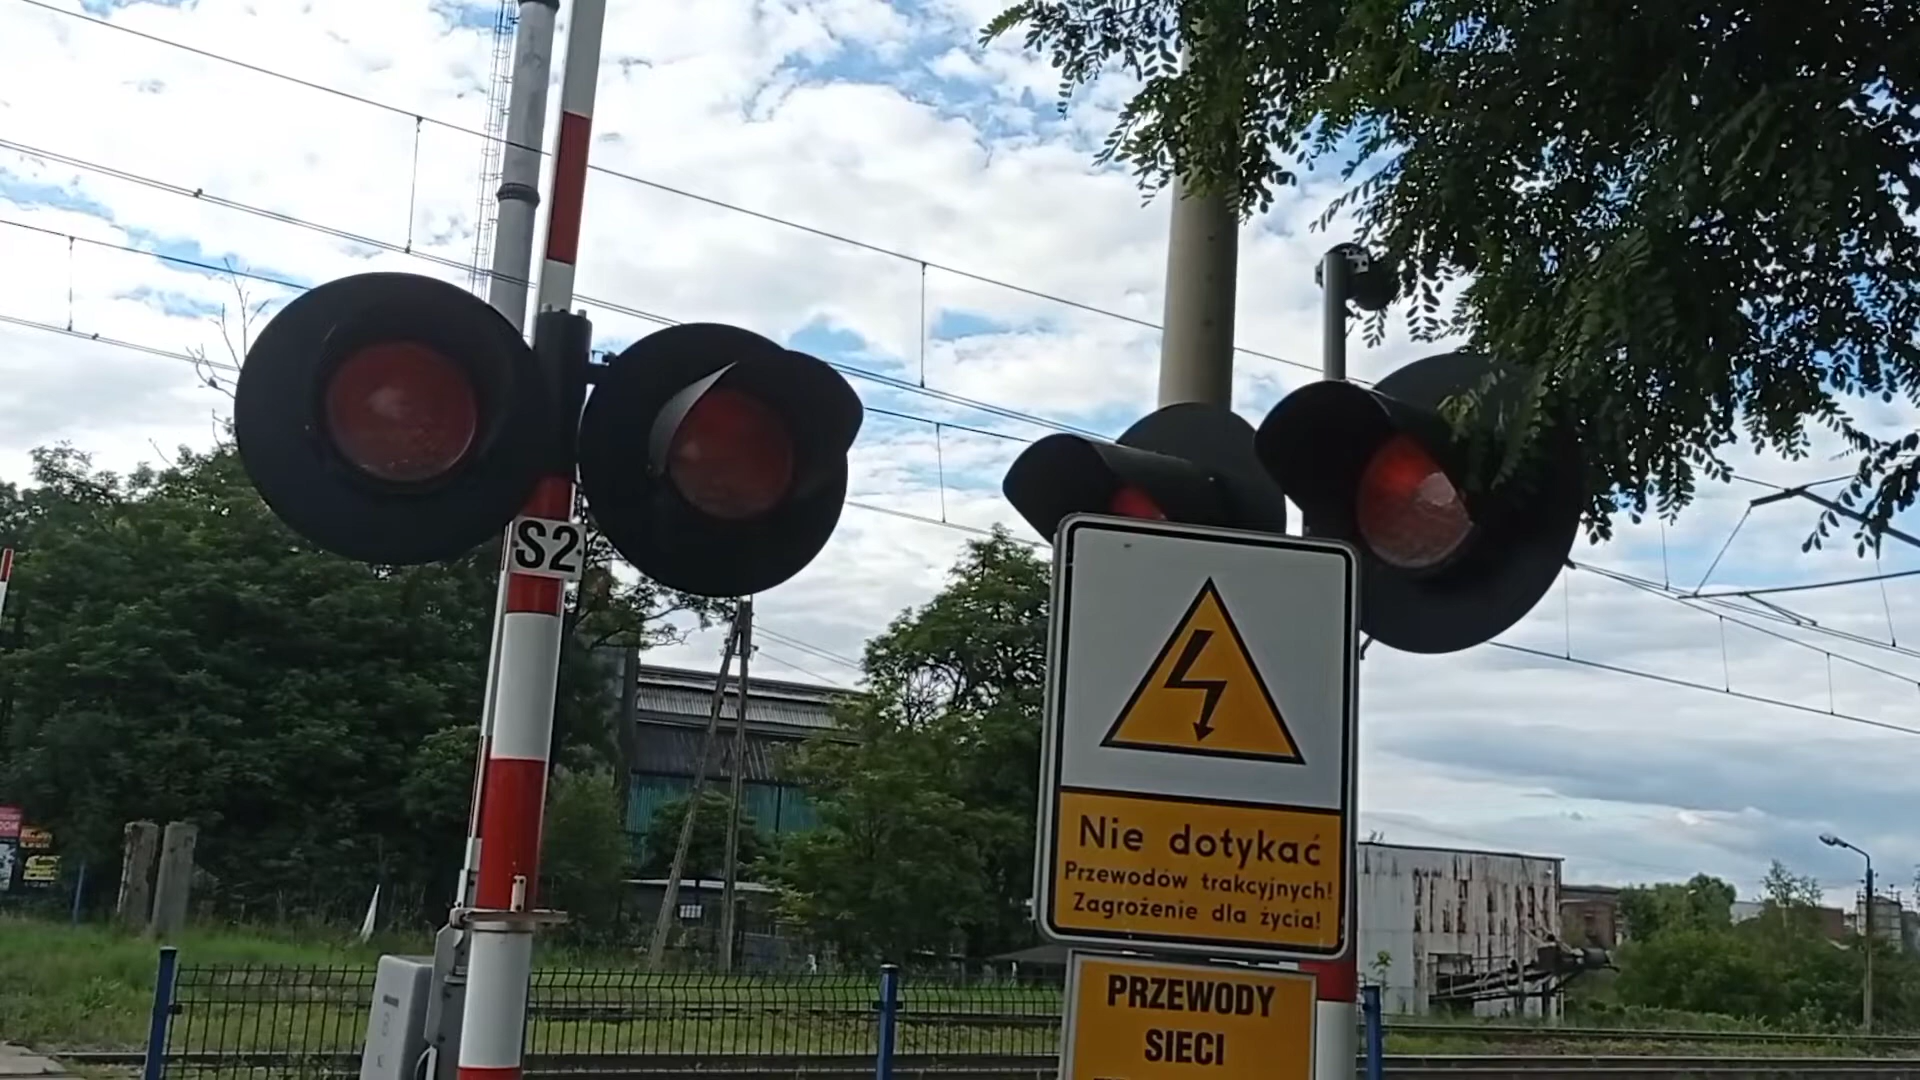 S2
Nie dotykać
Przewodów trakcyjnych!
Zagrożenie dla życia!
PRZEWODY
SIECI